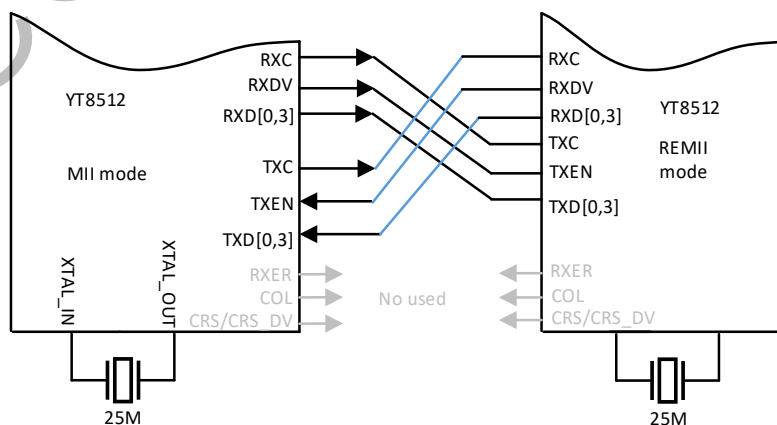 YT8512
MII mode
RXC
RXDV
RXD[0,3]
TXC
TXEN
TXD[0,3]
RXER
COL
CRS/CRS_DV
XTAL_IN
XTAL_OUT
25M
No used
RXC
RXDV
RXD[0,3]
TXC
TXEN
TXD[0,3]
RXER
COL
CRS/CRS_DV
YT8512
REMII
mode
25M